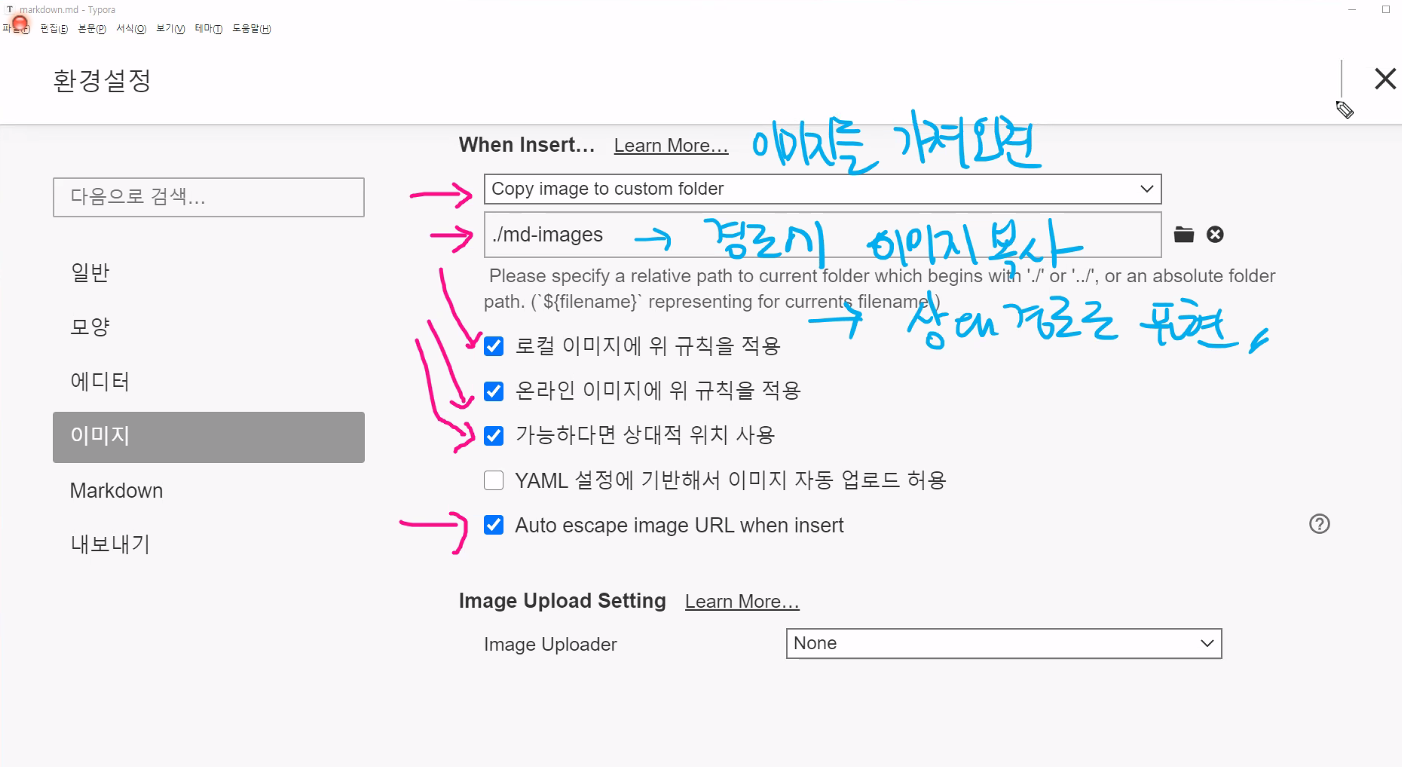 T markdown.md - Typora
파일(F) 편집(E) 본문(P) 서식(O) 보기(V) 테마(T) 도움말(H)
환경설정
When Insert... Learn More... 이미지를 가져오면
다음으로 검색...
Copy image to custom folder
./md-images → 경로에 이미지 복사
Please specify a relative path to current folder which begins with './' or '../', or an absolute folder
path. (`${filename}` representing for currents filename.)
→ 상대경로로 표현
일반
모양
에디터
이미지
Markdown
내보내기
로컬 이미지에 위 규칙을 적용
온라인 이미지에 위 규칙을 적용
가능하다면 상대적 위치 사용
YAML 설정에 기반해서 이미지 자동 업로드 허용
Auto escape image URL when insert
Image Upload Setting Learn More...
Image Uploader None